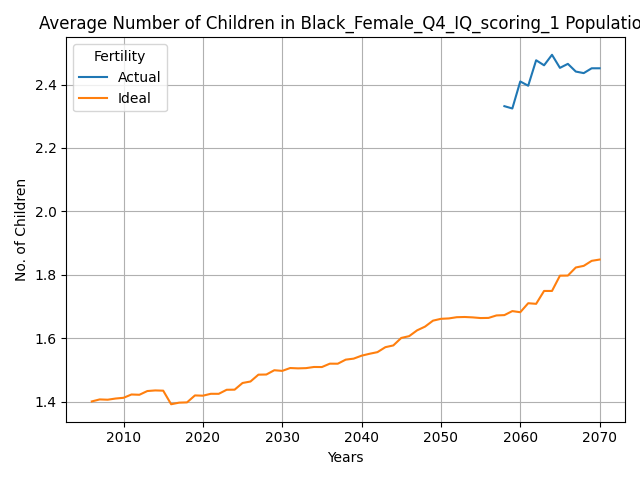 Average Number of Children in Black_Female_Q4_IQ_scoring_1 Populatio
Fertility
Actual
Ideal
No. of Children
2.4
2.2
2.0
1.8
1.6
1.4
2010 2020 2030 2040 2050 2060 2070
Years